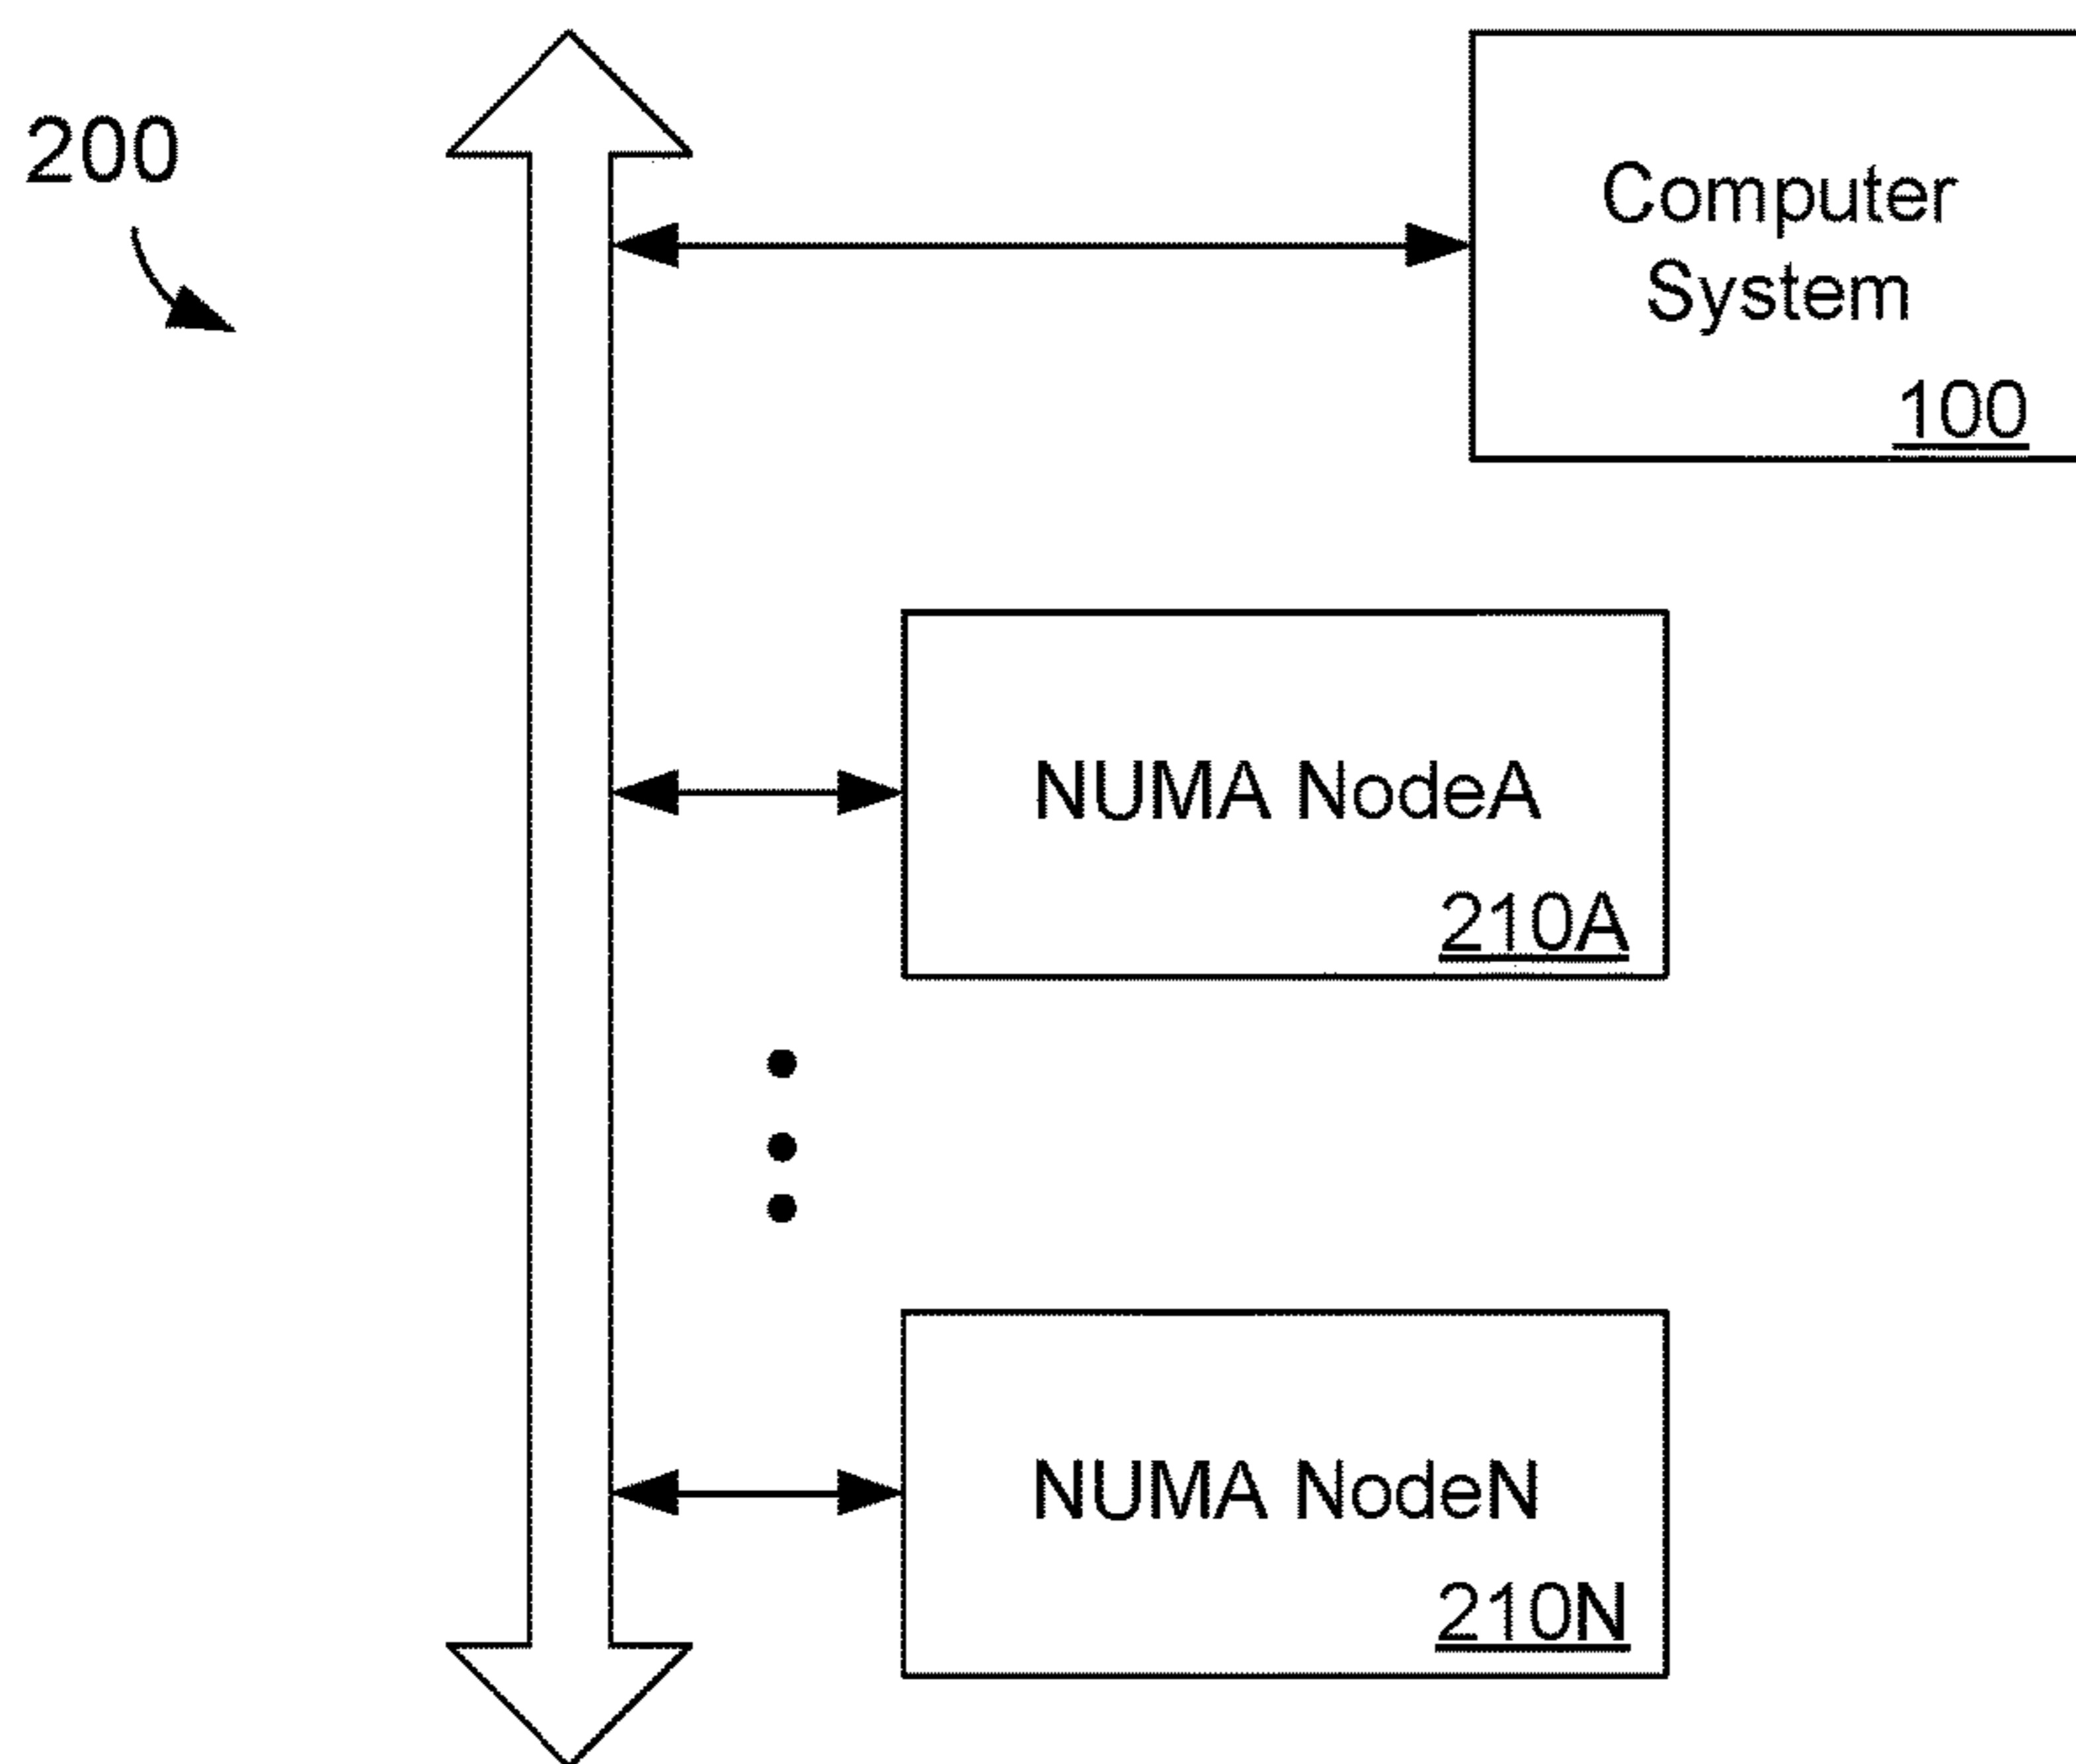 200
Computer
System
100
NUMA NodeA
210A
NUMA NodeN
210N